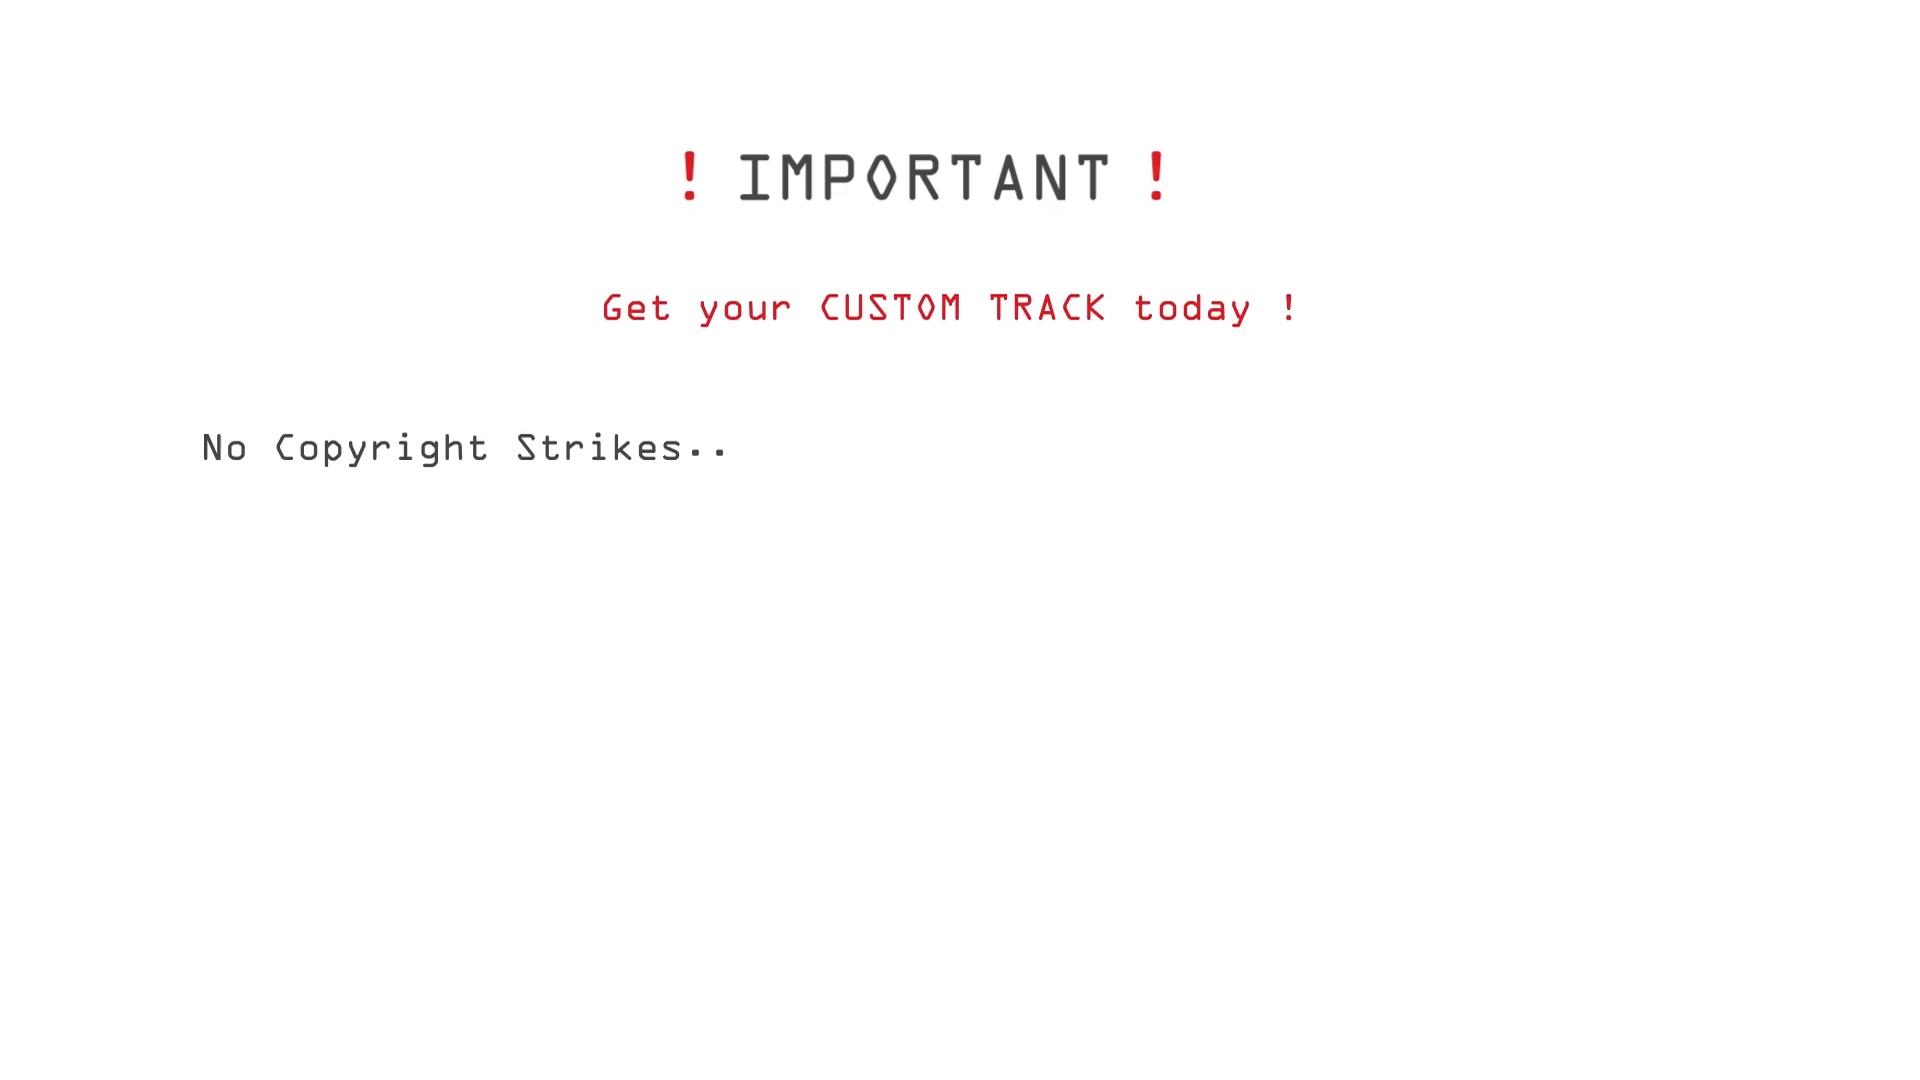 ! IMPORTANT !
Get your CUSTOM TRACK today !
No Copyright Strikes..